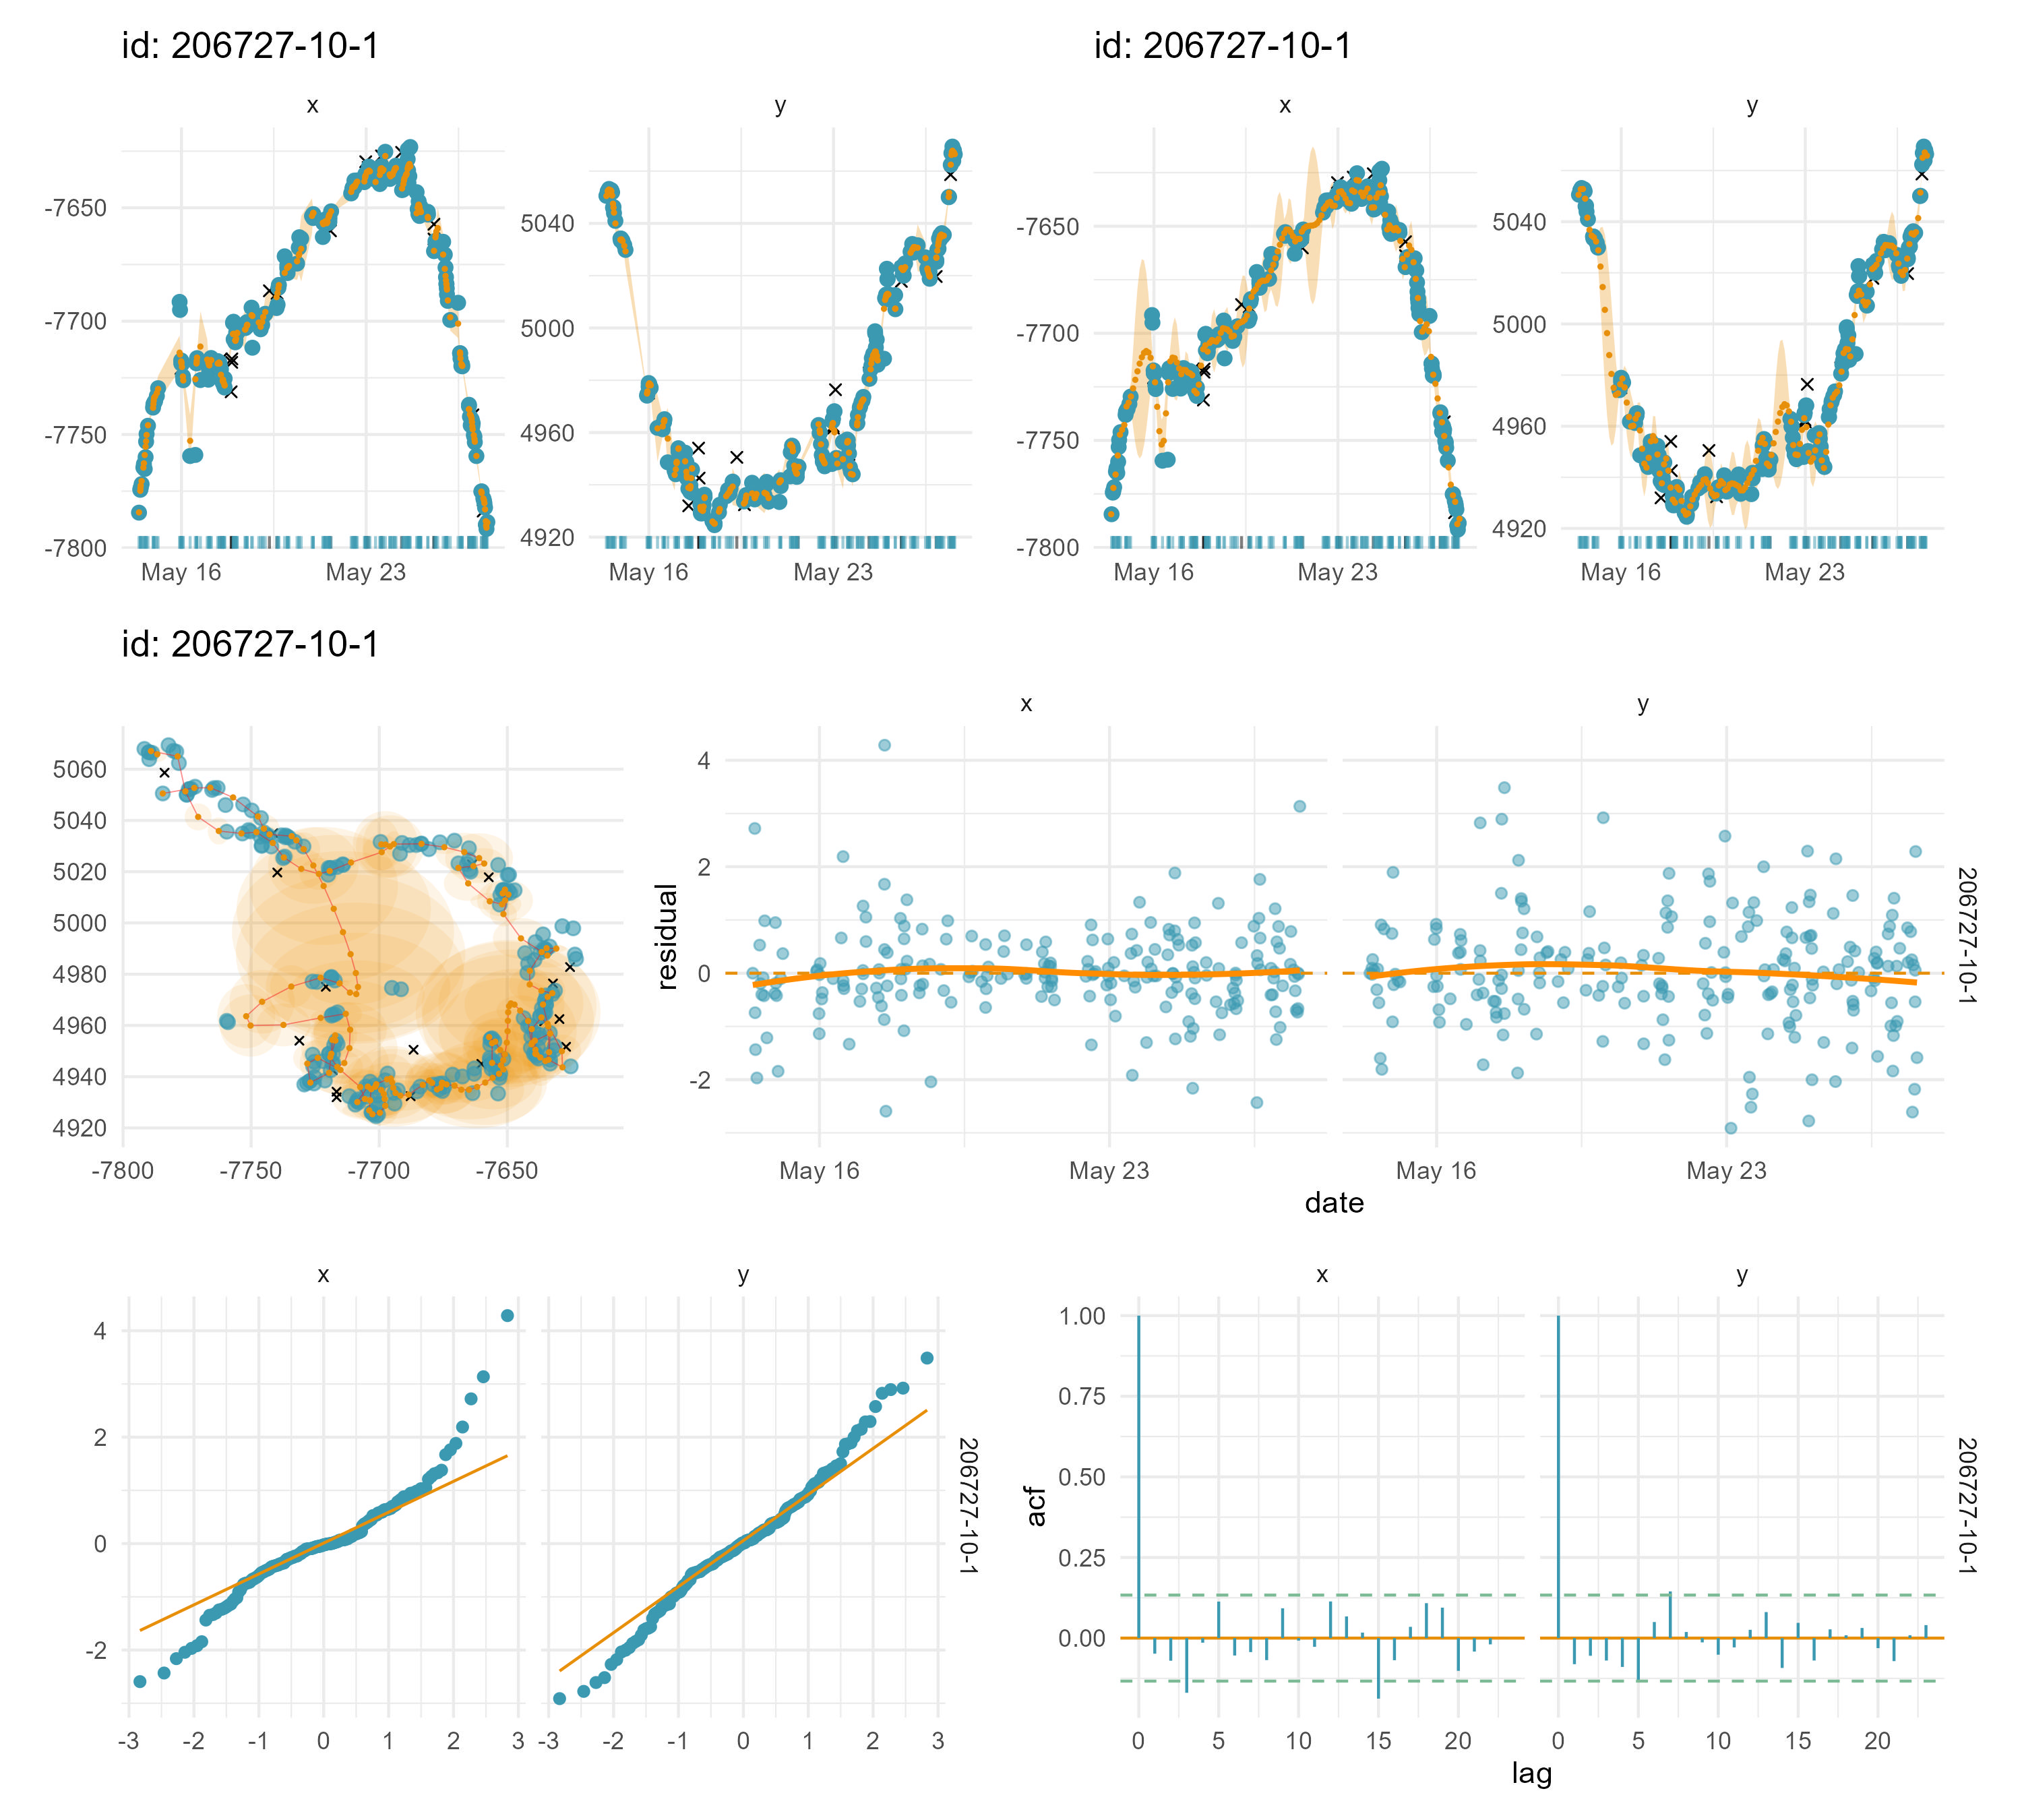 id: 206727-10-1
id: 206727-10-1
x
y
x
y
-7650
-7700
-7750
-7800
5040
5000
4960
4920
-7650
-7700
-7750
-7800
5040
5000
4960
4920
May 16 May 23
May 16 May 23
May 16 May 23
May 16 May 23
id: 206727-10-1
x
y
5060
5040
5020
5000
4980
4960
4940
4920
-7800 -7750 -7700 -7650
residual
4
2
0
-2
May 16 May 23
May 16 May 23
date
206727-10-1
x
y
4
2
0
-2
-3 -2 -1 0 1 2 3
-3 -2 -1 0 1 2 3
206727-10-1
x
y
acf
1.00
0.75
0.50
0.25
0.00
0 5 10 15 20
0 5 10 15 20
lag
206727-10-1